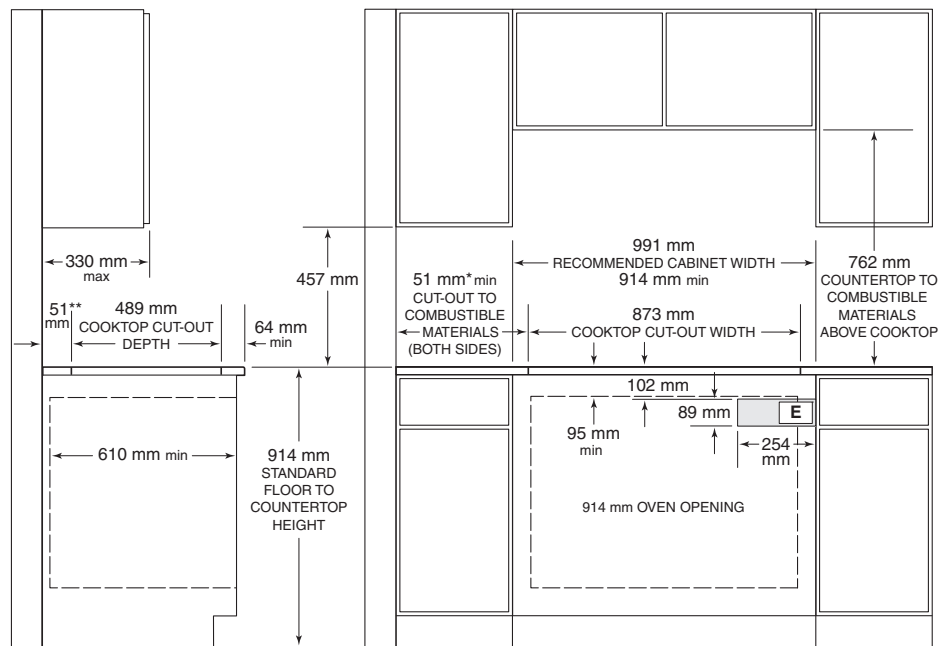 330 mm
max
51**
mm
489 mm
COOKTOP CUT-OUT
DEPTH
64 mm
min
457 mm
610 mm min
914 mm
STANDARD
FLOOR TO
COUNTERTOP
HEIGHT
51 mm* min
CUT-OUT TO
COMBUSTIBLE
MATERIALS
(BOTH SIDES)
991 mm
RECOMMENDED CABINET WIDTH
914 mm min
873 mm
COOKTOP CUT-OUT WIDTH
762 mm
COUNTERTOP TO
COMBUSTIBLE
MATERIALS
ABOVE COOKTOP
102 mm
89 mm
E
95 mm
min
254
mm
914 mm OVEN OPENING